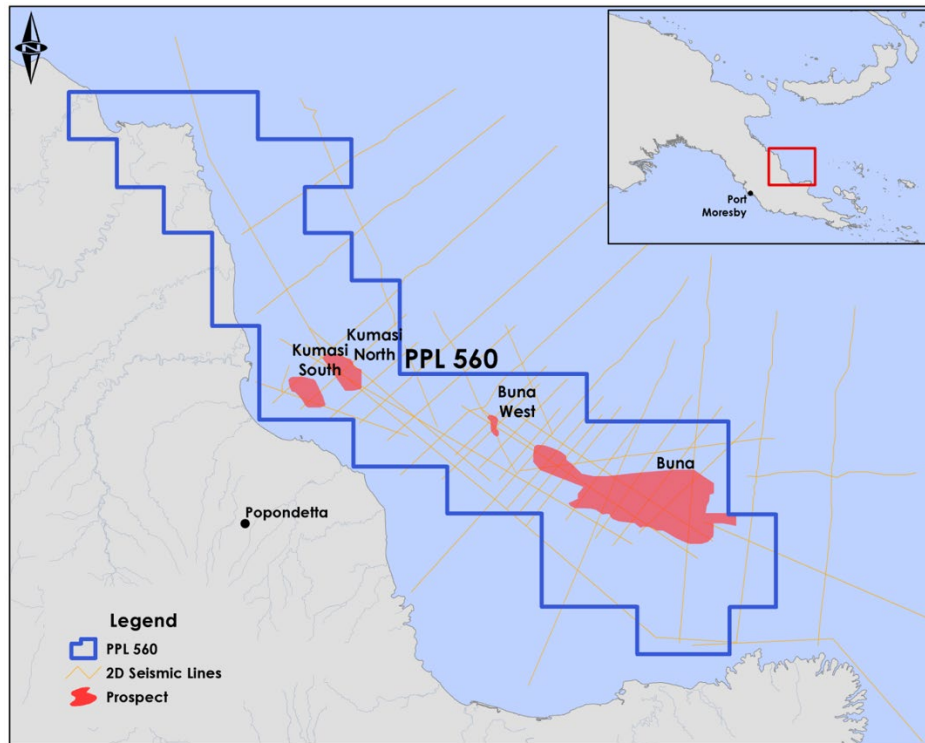 N
Port
Moresby
Kumasi
North
Kumasi
South
PPL 560
Buna
West
Buna
Popondetta
Legend
PPL 560
2D Seismic Lines
Prospect